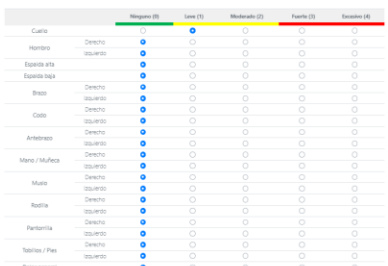 Ninguno (0) Leve (1) Moderado (2) Fuerte (3) Excesivo (4)
Cuello
Hombro Derecho
Izquierdo
Espalda alta
Espalda baja
Brazo Derecho
Izquierdo
Codo Derecho
Izquierdo
Antebrazo Derecho
Izquierdo
Mano / Muñeca Derecho
Izquierdo
Muslo Derecho
Izquierdo
Rodilla Derecho
Izquierdo
Pantorrilla Derecho
Izquierdo
Tobillos / Pies Derecho
Izquierdo